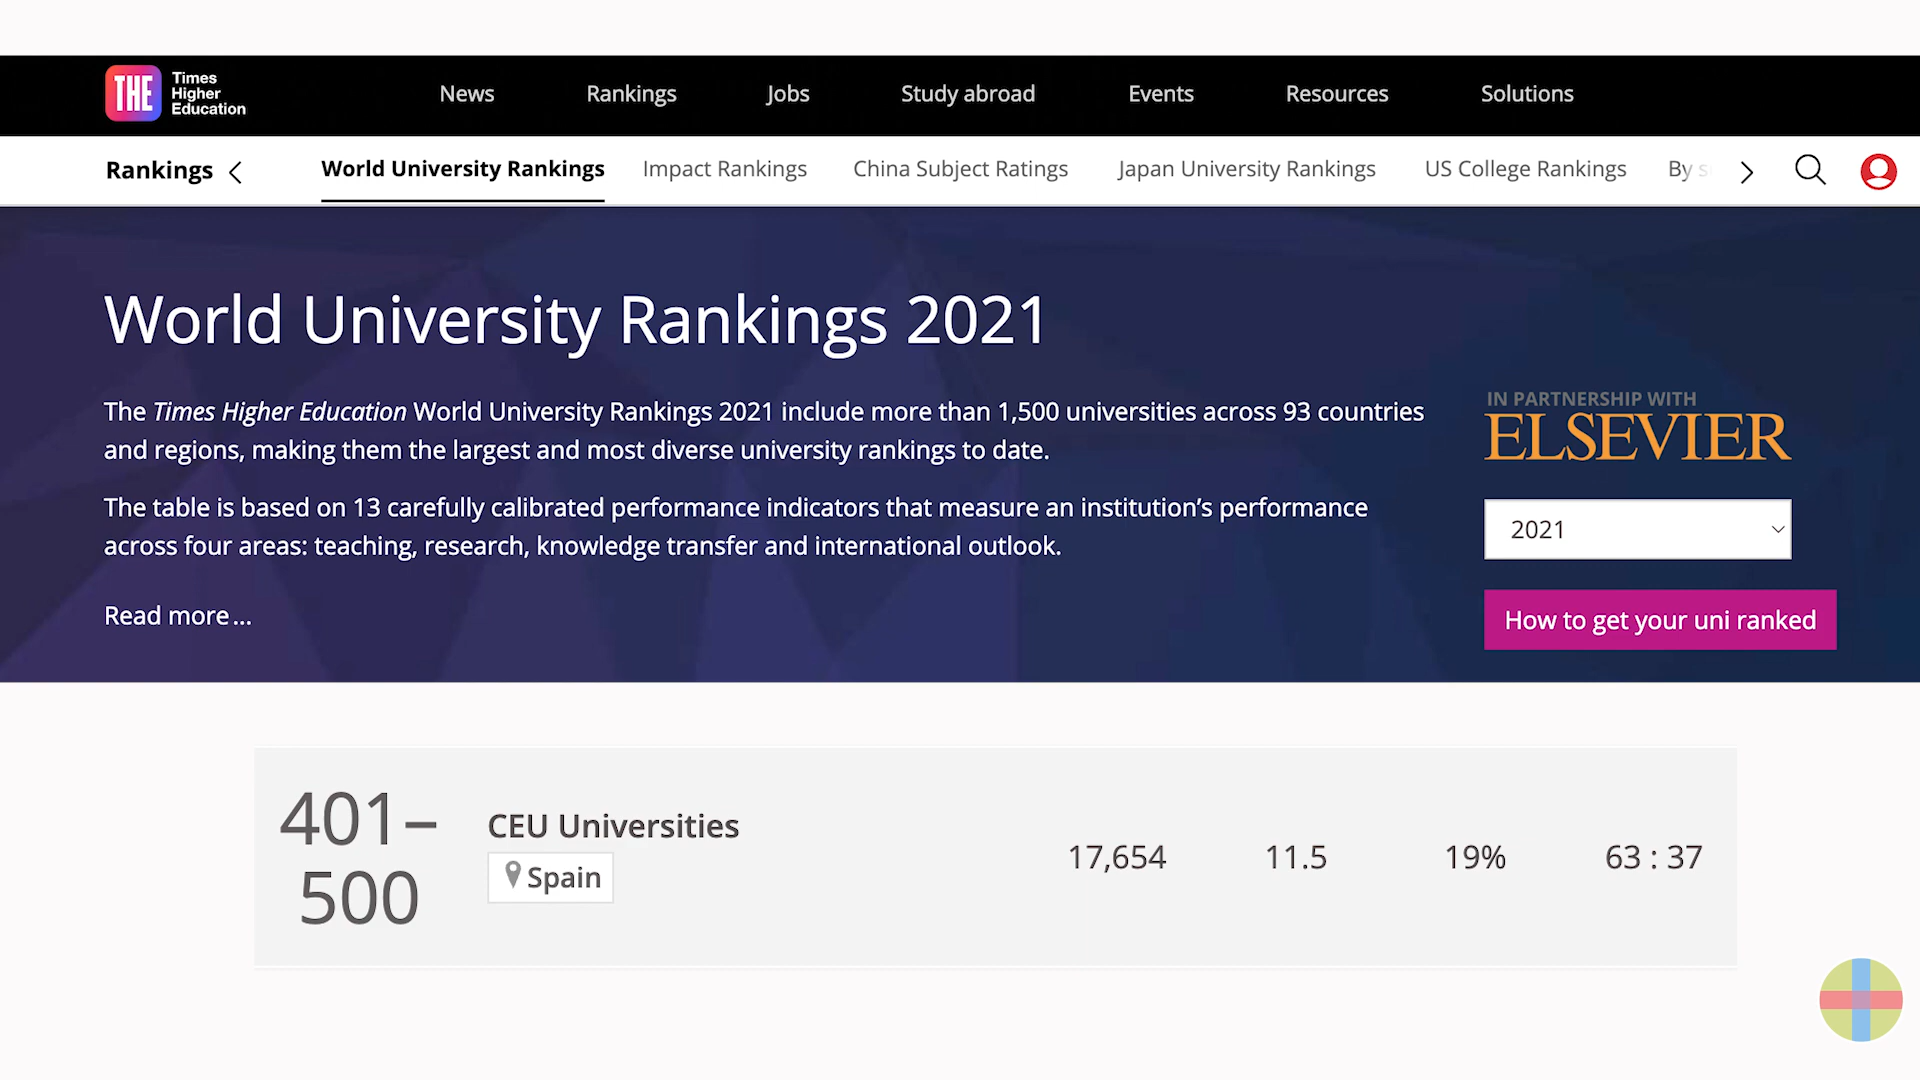 THE Times
Higher
Education
News Rankings Jobs Study abroad Events Resources Solutions
Rankings World University Rankings Impact Rankings China Subject Ratings Japan University Rankings US College Rankings By s
World University Rankings 2021
The Times Higher Education World University Rankings 2021 include more than 1,500 universities across 93 countries
and regions, making them the largest and most diverse university rankings to date.
The table is based on 13 carefully calibrated performance indicators that measure an institution’s performance
across four areas: teaching, research, knowledge transfer and international outlook.
Read more...
IN PARTNERSHIP WITH
ELSEVIER
2021
How to get your uni ranked
401–
500
CEU Universities
Spain
17,654 11.5 19% 63 : 37